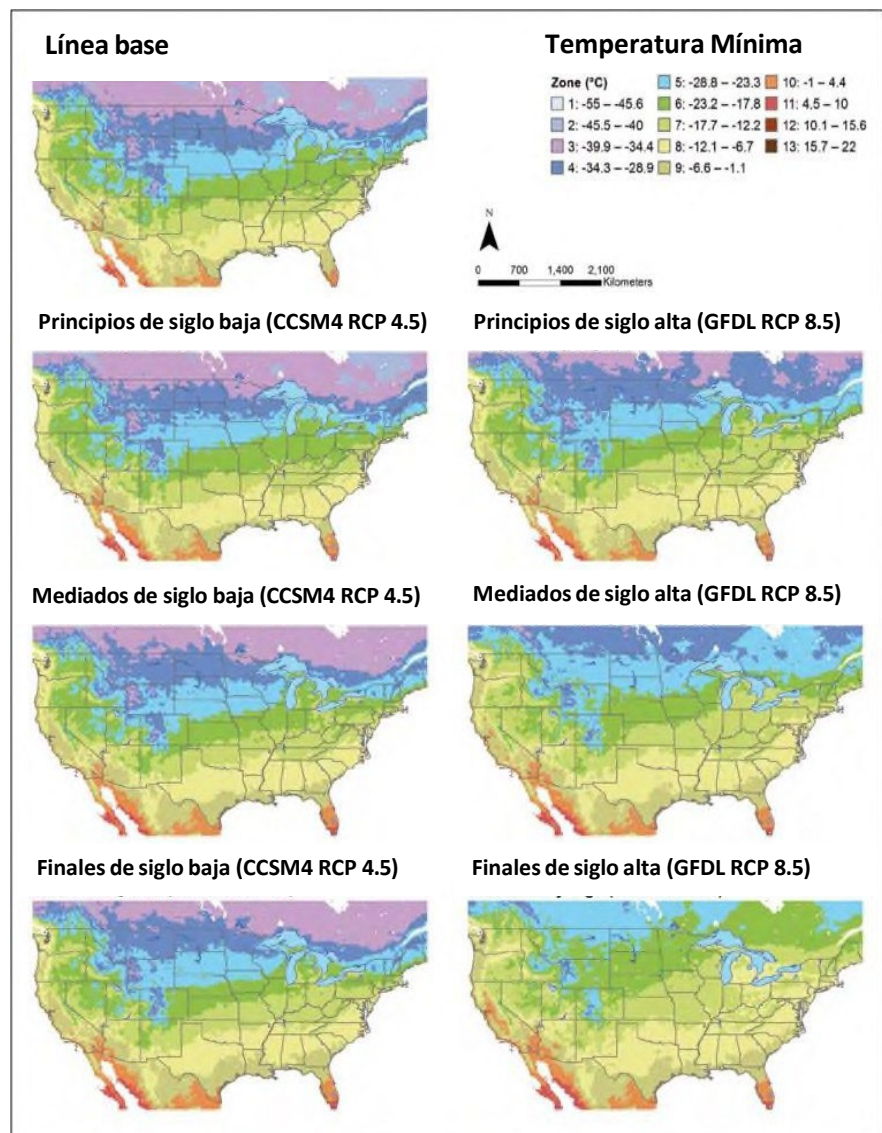 Línea base
Temperatura Mínima
Zone (°C)
1: -55 – -45.6
2: -45.5 – -40
3: -39.9 – -34.4
4: -34.3 – -28.9
5: -28.8 – -23.3
6: -23.2 – -17.8
7: -17.7 – -12.2
8: -12.1 – -6.7
9: -6.6 – -1.1
10: -1 – 4.4
11: 4.5 – 10
12: 10.1 – 15.6
13: 15.7 – 22
N
0 700 1,400 2,100
Kilometers
Principios de siglo baja (CCSM4 RCP 4.5)
Principios de siglo alta (GFDL RCP 8.5)
Mediados de siglo baja (CCSM4 RCP 4.5)
Mediados de siglo alta (GFDL RCP 8.5)
Finales de siglo baja (CCSM4 RCP 4.5)
Finales de siglo alta (GFDL RCP 8.5)